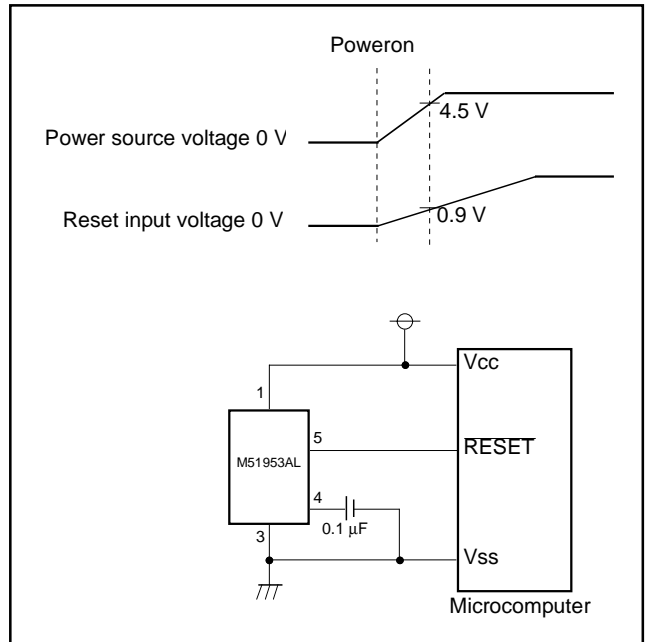 Poweron
4.5 V
Power source voltage 0 V
Reset input voltage 0 V
0.9 V
Vcc
1
5
RESET
M51953AL
4
0.1 µF
3
Vss
Microcomputer